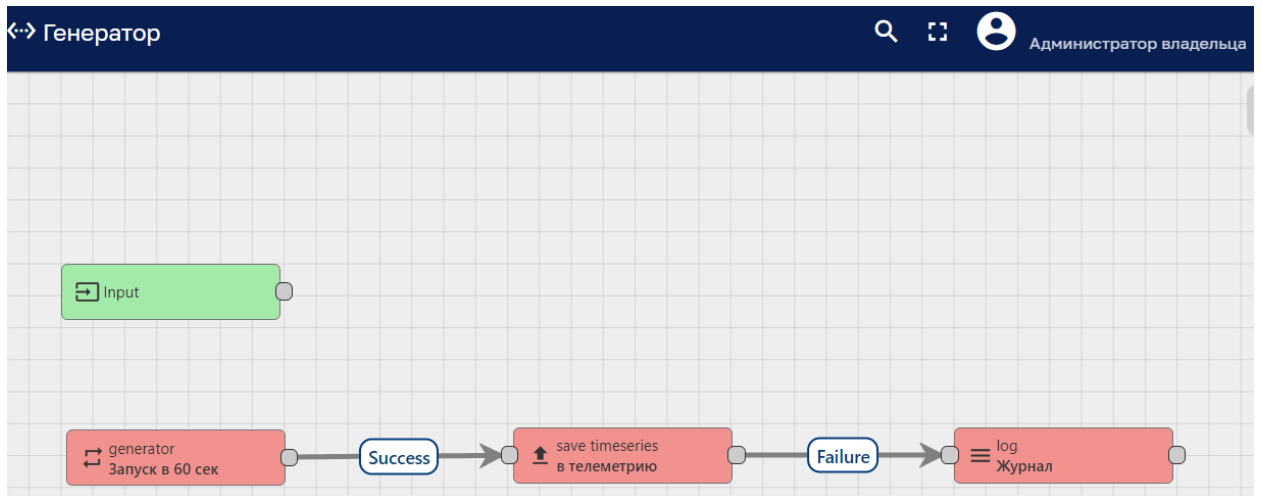 Генератор
Администратор владельца
Input
generator
Запуск в 60 сек
Success
save timeseries
в телеметрию
Failure
log
Журнал